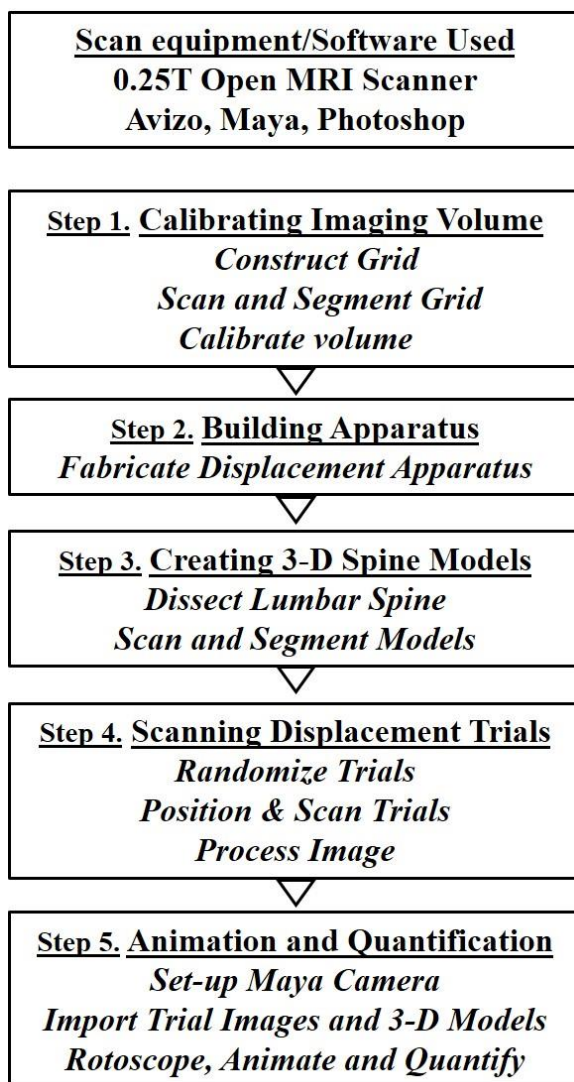 Scan equipment/Software Used
0.25T Open MRI Scanner
Avizo, Maya, Photoshop
Step 1. Calibrating Imaging Volume
Construct Grid
Scan and Segment Grid
Calibrate volume
Step 2. Building Apparatus
Fabricate Displacement Apparatus
Step 3. Creating 3-D Spine Models
Dissect Lumbar Spine
Scan and Segment Models
Step 4. Scanning Displacement Trials
Randomize Trials
Position & Scan Trials
Process Image
Step 5. Animation and Quantification
Set-up Maya Camera
Import Trial Images and 3-D Models
Rotoscope, Animate and Quantify